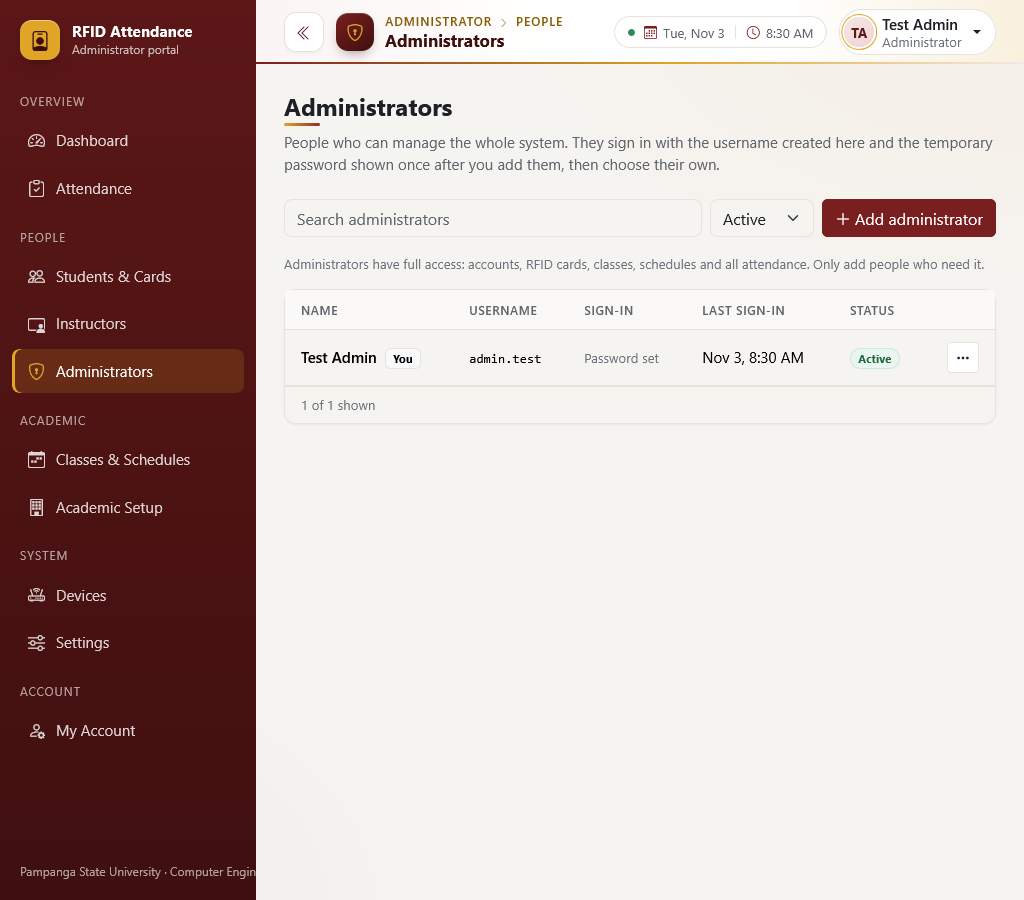 RFID Attendance
Administrator portal
OVERVIEW
Dashboard
Attendance
PEOPLE
Students & Cards
Instructors
Administrators
ACADEMIC
Classes & Schedules
Academic Setup
SYSTEM
Devices
Settings
ACCOUNT
My Account
Pampanga State University · Computer Engin
ADMINISTRATOR > PEOPLE
Administrators
Tue, Nov 3
8:30 AM
TA
Test Admin
Administrator
Administrators
People who can manage the whole system. They sign in with the username created here and the temporary
password shown once after you add them, then choose their own.
Search administrators
Active
+ Add administrator
Administrators have full access: accounts, RFID cards, classes, schedules and all attendance. Only add people who need it.
NAME USERNAME SIGN-IN LAST SIGN-IN STATUS
Test Admin You admin.test Password set Nov 3, 8:30 AM Active ...
1 of 1 shown